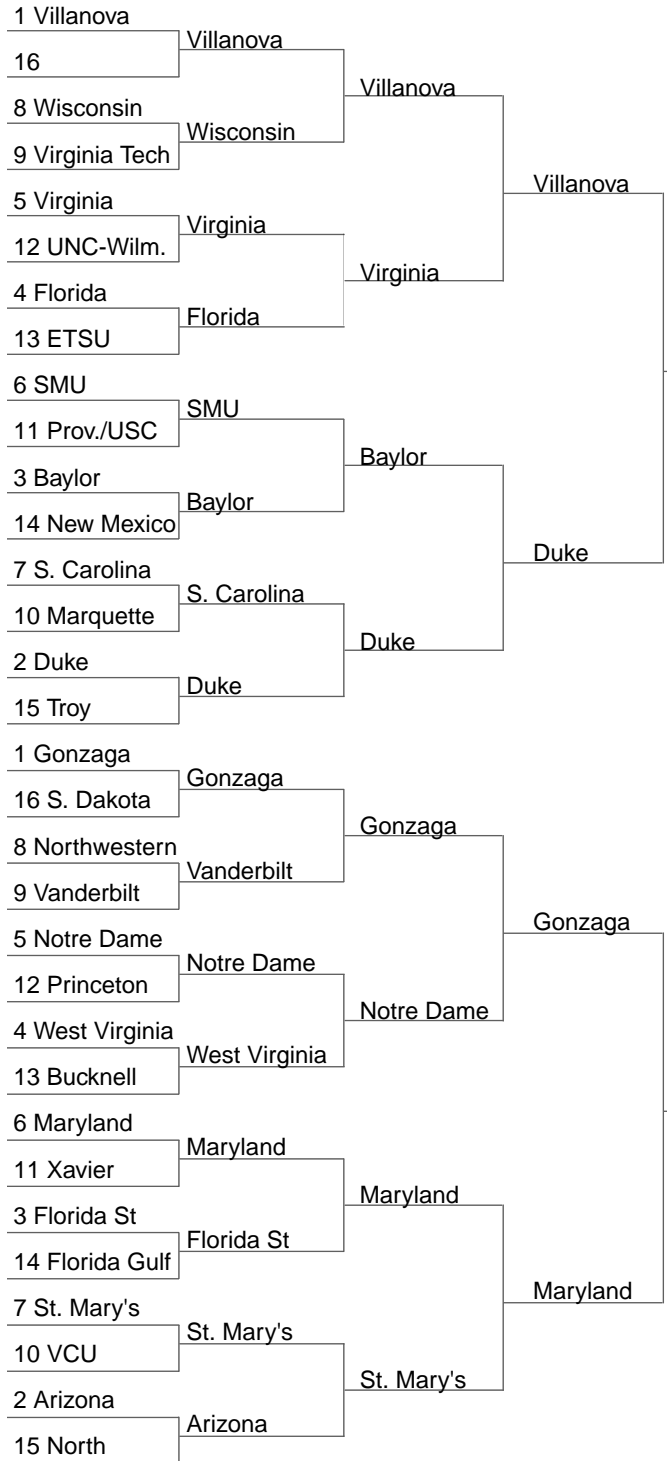 1 Villanova
16
8 Wisconsin
9 Virginia Tech
5 Virginia
12 UNC-Wilm.
4 Florida
13 ETSU
6 SMU
11 Prov./USC
3 Baylor
14 New Mexico
7 S. Carolina
10 Marquette
2 Duke
15 Troy
1 Gonzaga
16 S. Dakota
8 Northwestern
9 Vanderbilt
5 Notre Dame
12 Princeton
4 West Virginia
13 Bucknell
6 Maryland
11 Xavier
3 Florida St
14 Florida Gulf
7 St. Mary's
10 VCU
2 Arizona
15 North
Villanova
Wisconsin
Virginia
Florida
SMU
Baylor
S. Carolina
Duke
Gonzaga
Vanderbilt
Notre Dame
West Virginia
Maryland
Florida St
St. Mary's
Arizona
Villanova
Virginia
Baylor
Duke
Gonzaga
Notre Dame
Maryland
St. Mary's
Villanova
Duke
Gonzaga
Maryland